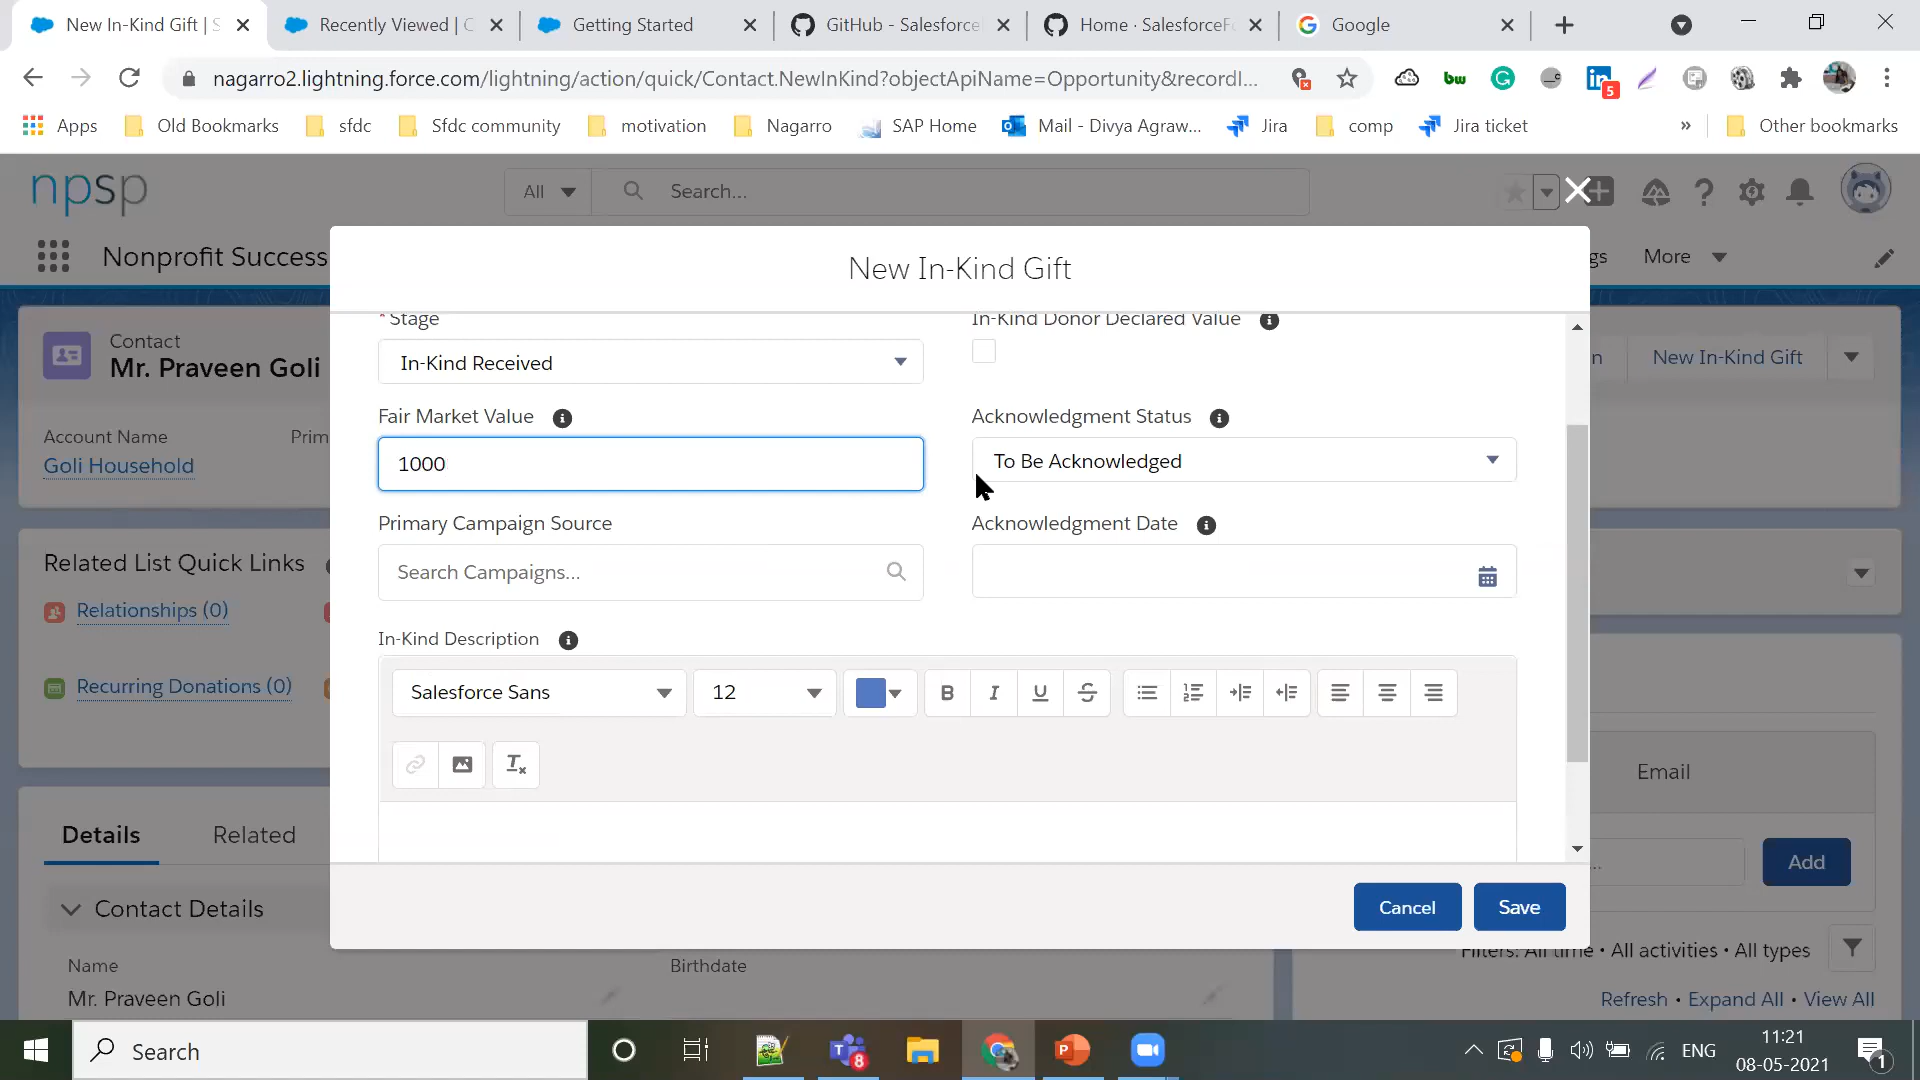 New In-Kind Gift | S
Recently Viewed | C
Getting Started
GitHub - Salesforce
Home · SalesforceFo
Google
nagarro2.lightning.force.com/lightning/action/quick/Contact.NewInKind?objectApiName=Opportunity&recordI...
bw
5
Apps
Old Bookmarks
sfdc
Sfdc community
motivation
Nagarro
SAP Home
Mail - Divya Agraw...
Jira
comp
Jira ticket
»
Other bookmarks
npsp
All
Search...
Nonprofit Success
gs
More
New In-Kind Gift
Contact
Mr. Praveen Goli
n
New In-Kind Gift
Account Name
Prim
Goli Household
* Stage
In-Kind Donor Declared Value
In-Kind Received
Fair Market Value
Acknowledgment Status
1000
To Be Acknowledged
Primary Campaign Source
Acknowledgment Date
Search Campaigns...
Related List Quick Links
Relationships (0)
Recurring Donations (0)
In-Kind Description
Salesforce Sans
12
B
I
U
S
Email
Add
Details
Related
Contact Details
Cancel
Save
Name
Birthdate
Mr. Praveen Goli
Filters: All time • All activities • All types
Refresh • Expand All • View All
Search
8
ENG
11:21
08-05-2021
1